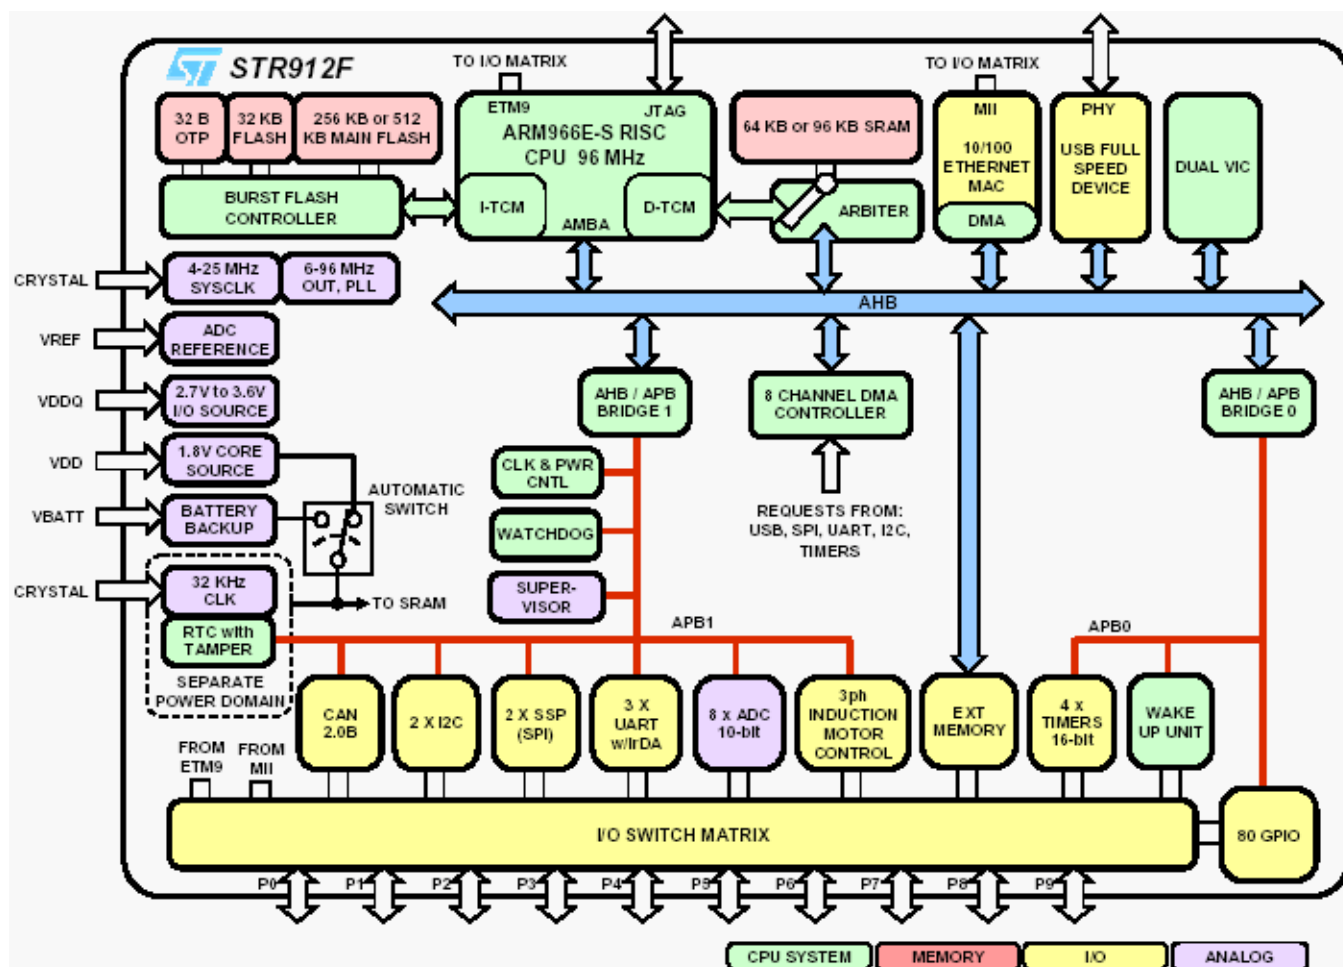 STR912F
TO I/O MATRIX
TO I/O MATRIX
32 B
OTP
32 KB
FLASH
256 KB or 512
KB MAIN FLASH
ETM9
JTAG
ARM966E-S RISC
CPU 96 MHz
I-TCM
D-TCM
AMBA
64 KB or 96 KB SRAM
ARBITER
MII
10/100
ETHERNET
MAC
DMA
PHY
USB FULL
SPEED
DEVICE
DUAL VIC
BURST FLASH
CONTROLLER
CRYSTAL
4-25 MHz
SYSCLK
6-96 MHz
OUT, PLL
AHB
VREF
ADC
REFERENCE
VDDQ
2.7V to 3.6V
I/O SOURCE
AHB / APB
BRIDGE 1
8 CHANNEL DMA
CONTROLLER
AHB / APB
BRIDGE 0
VDD
1.8V CORE
SOURCE
VBATT
BATTERY
BACKUP
AUTOMATIC
SWITCH
CLK & PWR
CNTL
WATCHDOG
SUPER-
VISOR
REQUESTS FROM:
USB, SPI, UART, I2C,
TIMERS
CRYSTAL
32 KHz
CLK
TO SRAM
RTC with
TAMPER
SEPARATE
POWER DOMAIN
APB1
APB0
CAN
2.0B
2 X I2C
2 X SSP
(SPI)
3 X
UART
w/IrDA
8 x ADC
10-bit
3ph
INDUCTION
MOTOR
CONTROL
EXT
MEMORY
4 x
TIMERS
16-bit
WAKE
UP UNIT
FROM
ETM9
FROM
MII
I/O SWITCH MATRIX
80 GPIO
P0
P1
P2
P3
P4
P5
P6
P7
P8
P9
CPU SYSTEM
MEMORY
I/O
ANALOG